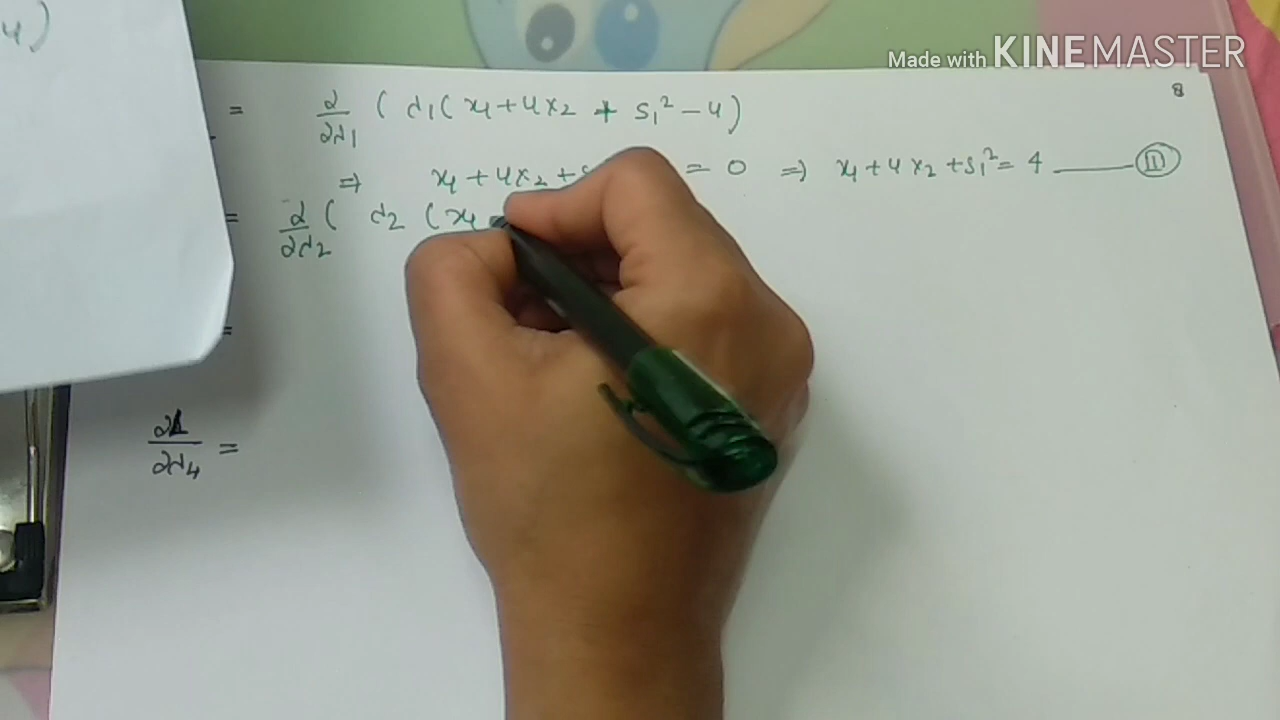 4)
Made with KINEMASTER
8
= ∂/∂λ1 ( λ1 ( x1 + 4x2 + s1² - 4 )
⇒ x1 + 4x2 + s = 0 ⇒ x1 + 4x2 + s1² = 4 ——— 11
= ∂/∂λ2 ( λ2 ( x1
=
∂L/∂λ4 =